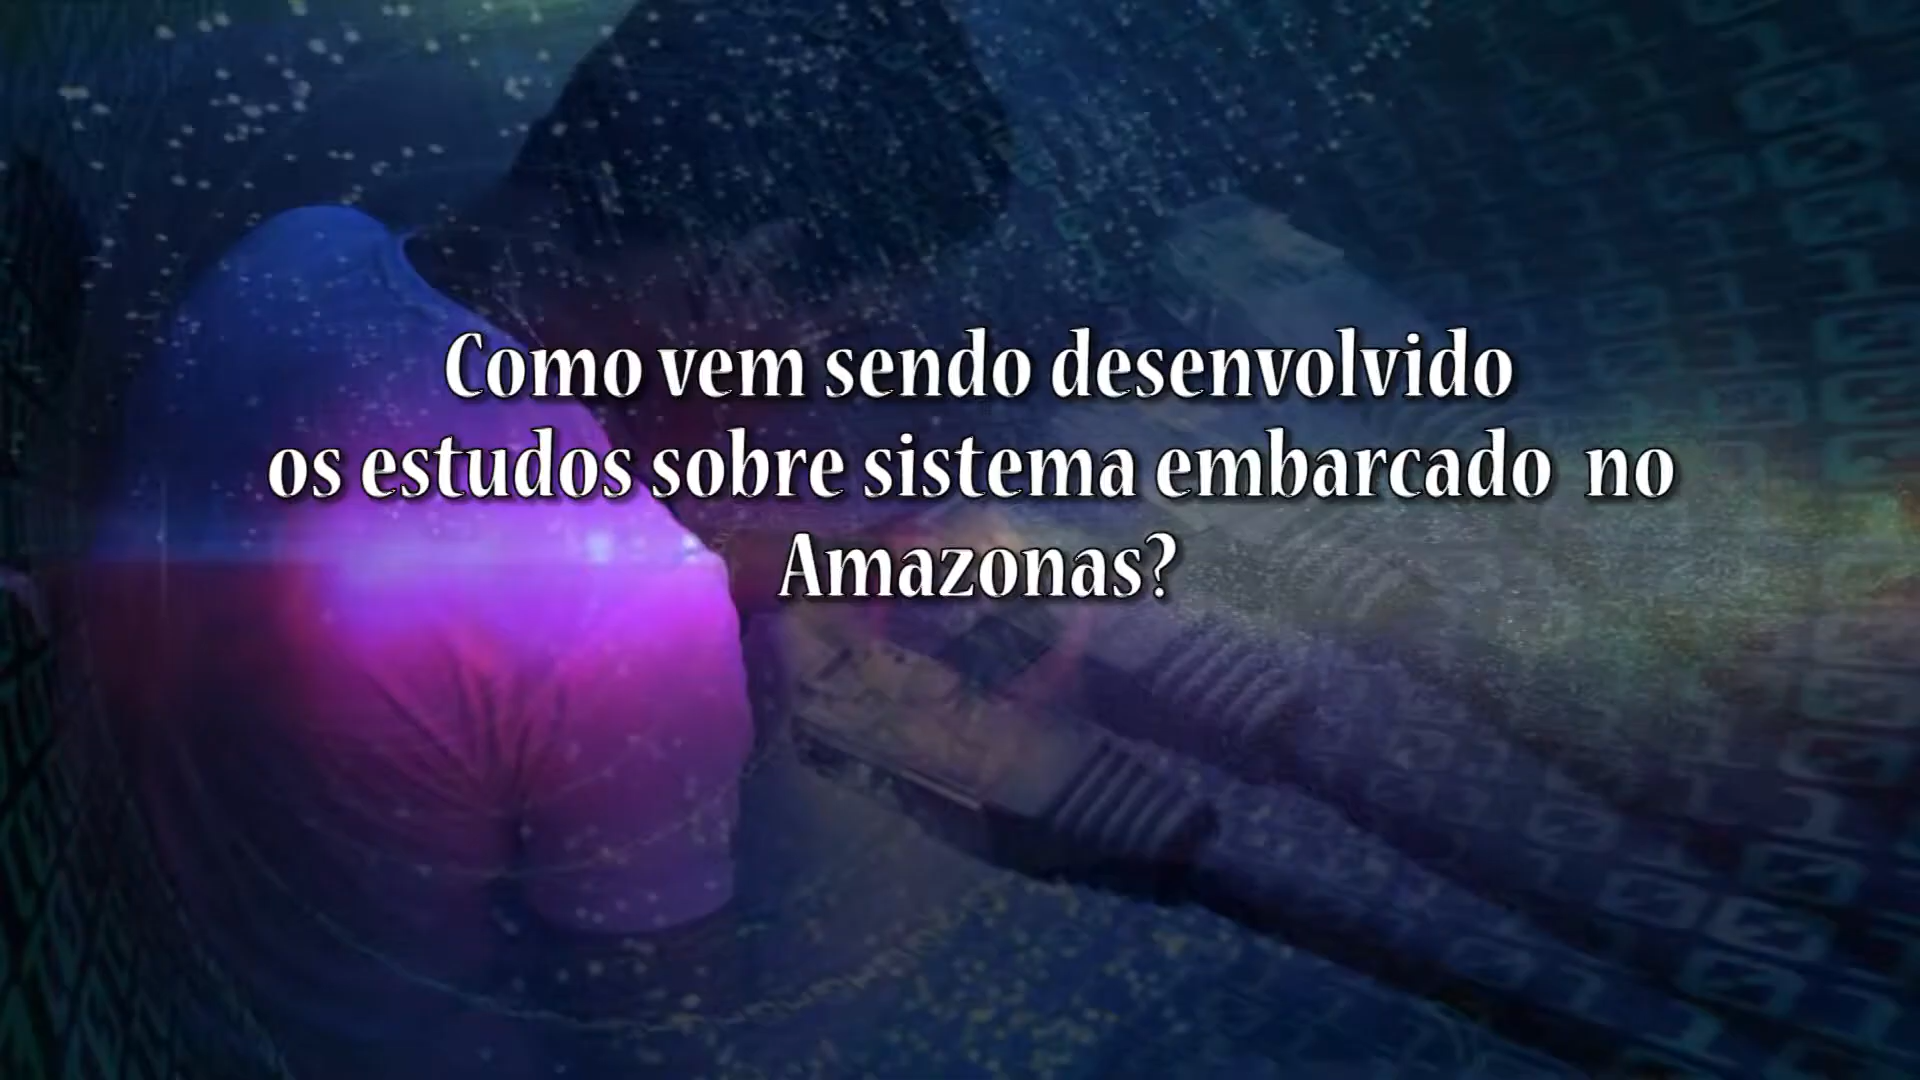 Como vem sendo desenvolvido
os estudos sobre sistema embarcado no
Amazonas?